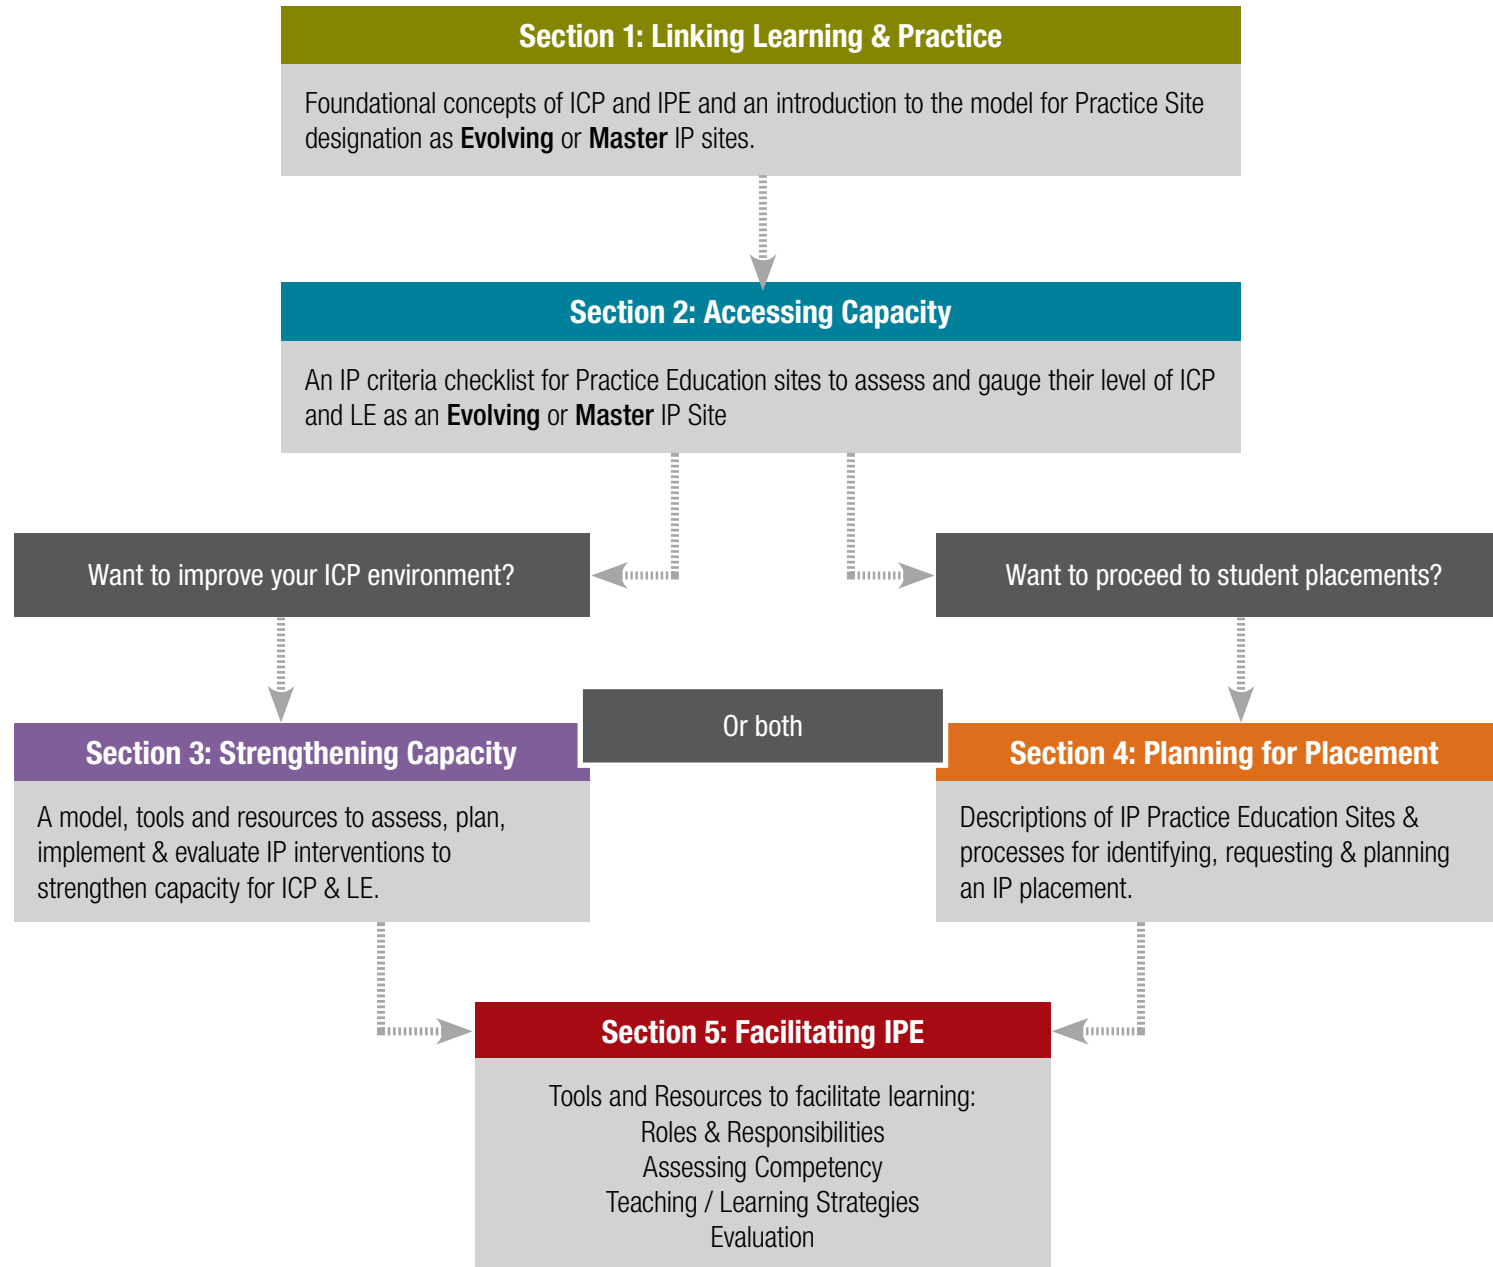 Section 1: Linking Learning & Practice
Foundational concepts of ICP and IPE and an introduction to the model for Practice Site
designation as Evolving or Master IP sites.
Section 2: Accessing Capacity
An IP criteria checklist for Practice Education sites to assess and gauge their level of ICP
and LE as an Evolving or Master IP Site
Want to improve your ICP environment?
Want to proceed to student placements?
Or both
Section 3: Strengthening Capacity
A model, tools and resources to assess, plan,
implement & evaluate IP interventions to
strengthen capacity for ICP & LE.
Section 4: Planning for Placement
Descriptions of IP Practice Education Sites &
processes for identifying, requesting & planning
an IP placement.
Section 5: Facilitating IPE
Tools and Resources to facilitate learning:
Roles & Responsibilities
Assessing Competency
Teaching / Learning Strategies
Evaluation